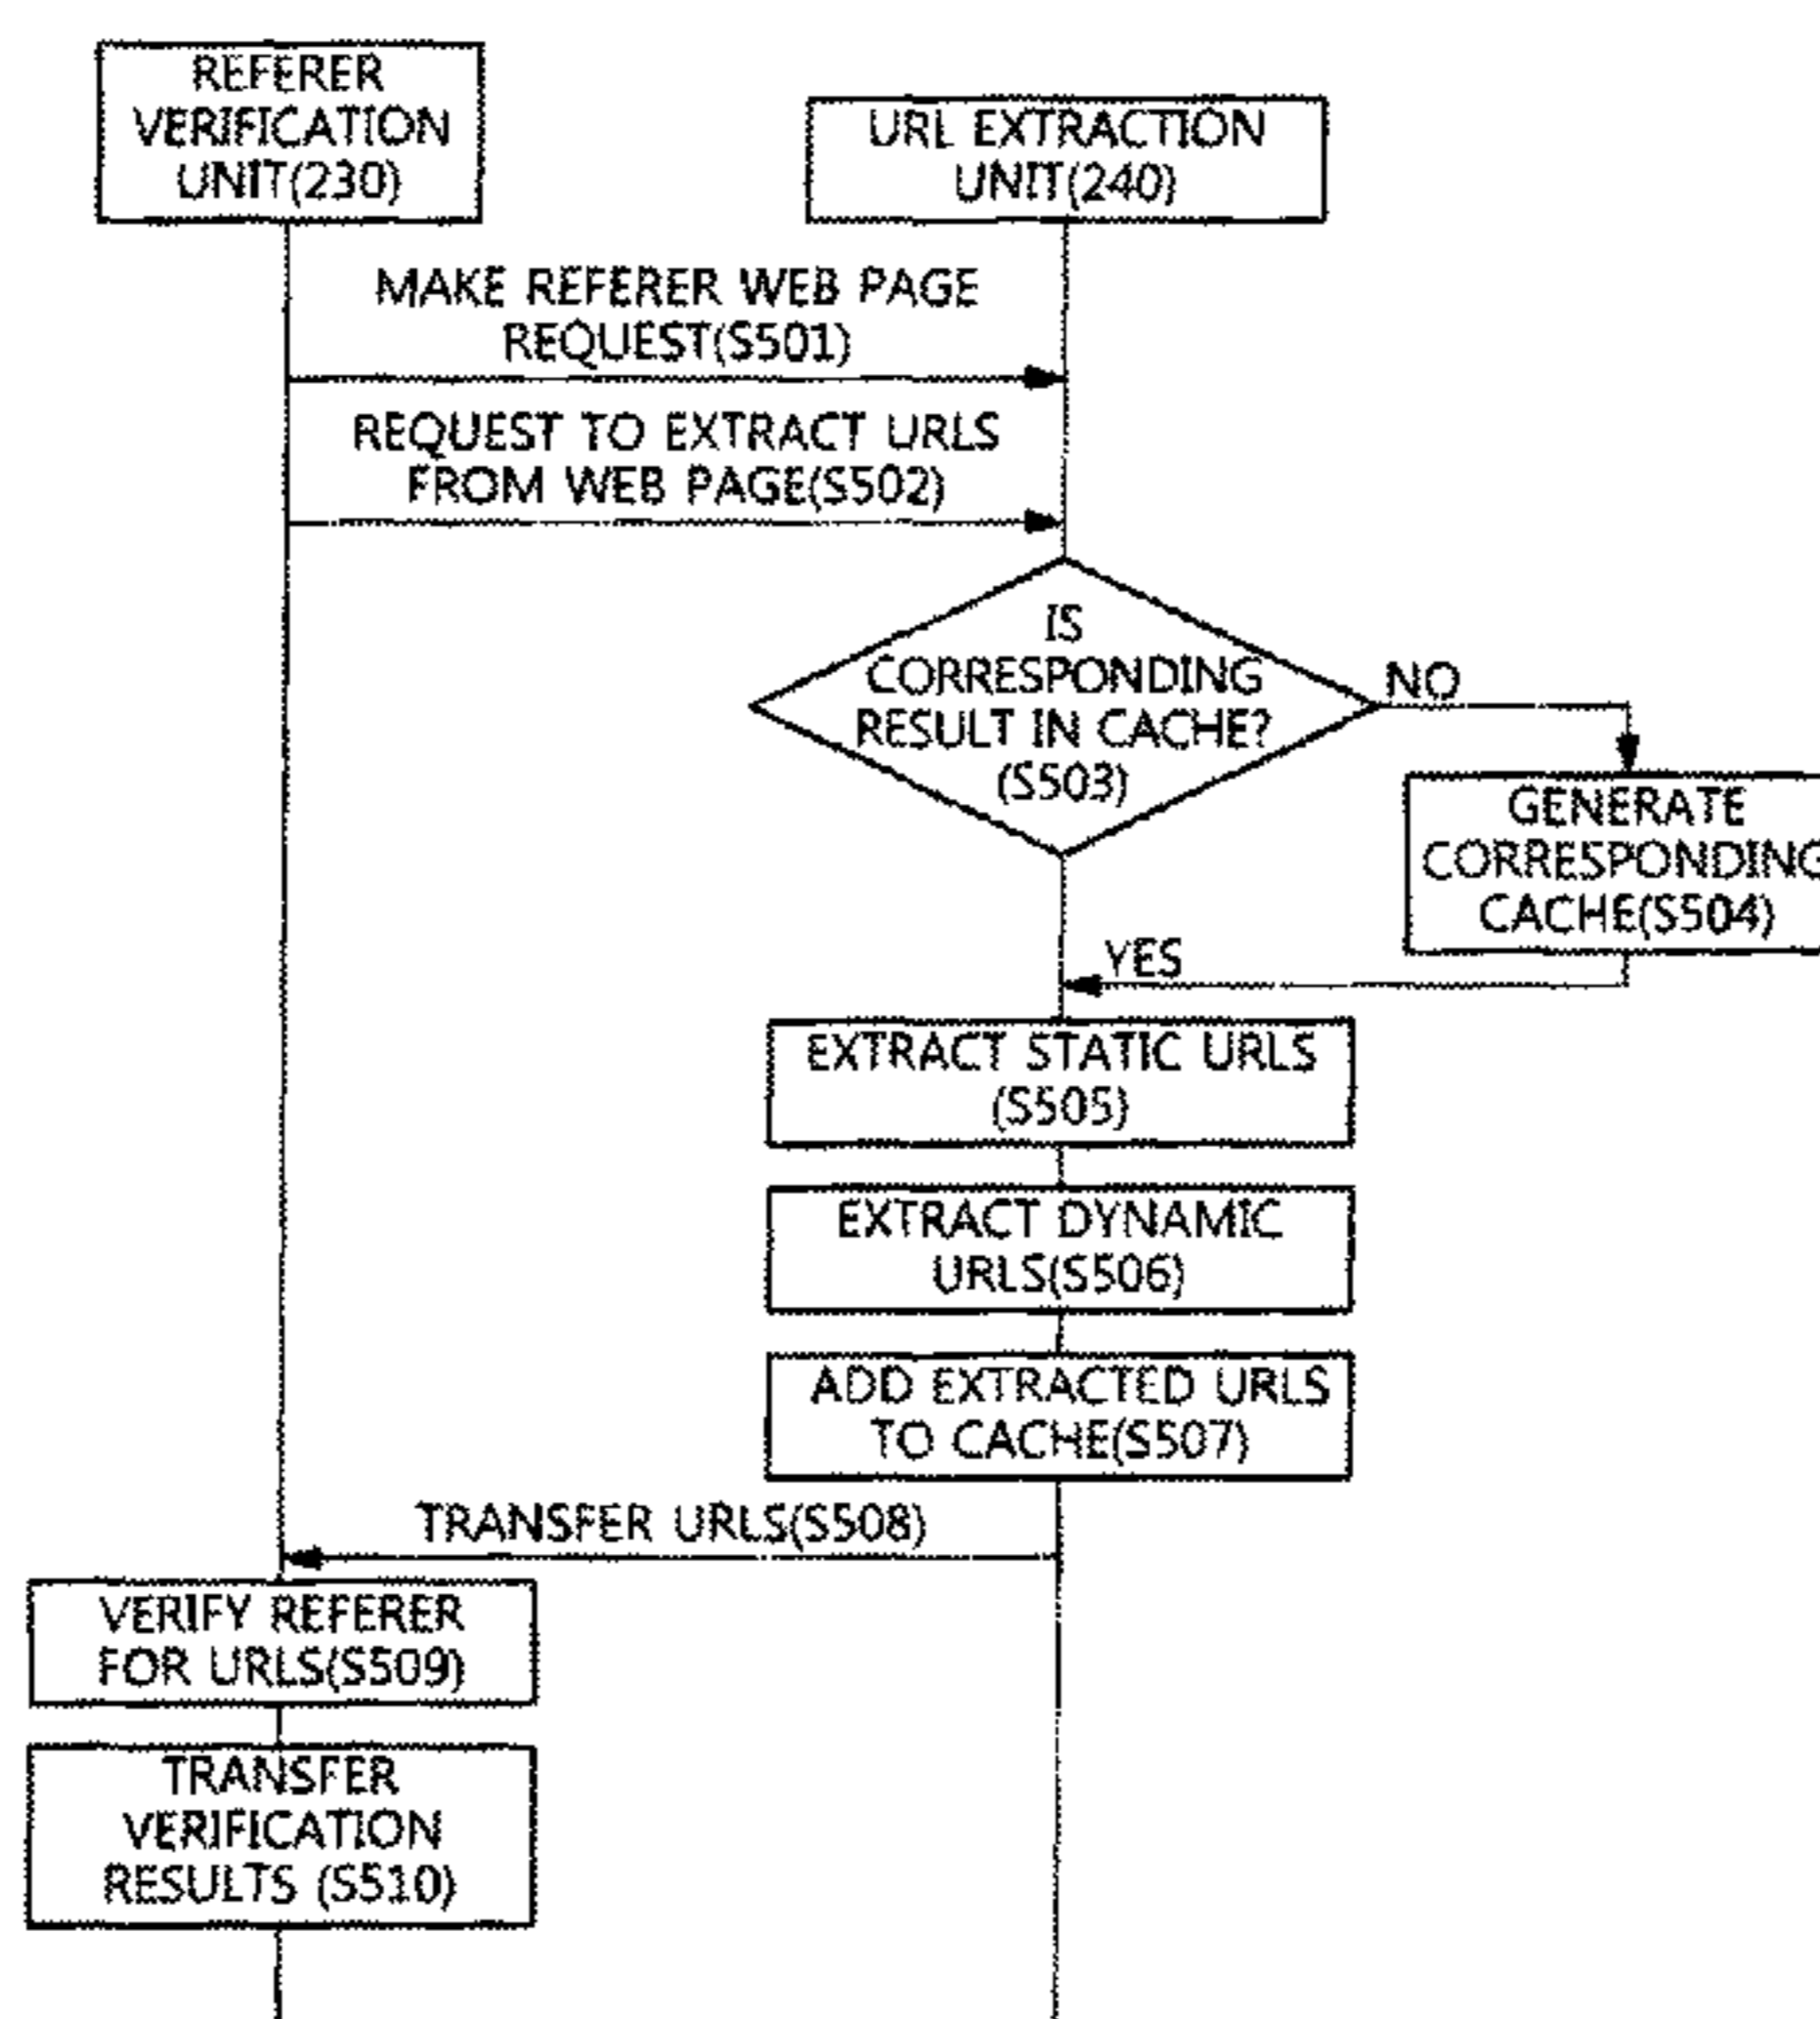 REFERER
VERIFICATION
UNIT(230)
URL EXTRACTION
UNIT(240)
MAKE REFERER WEB PAGE
REQUEST(S501)
REQUEST TO EXTRACT URLS
FROM WEB PAGE(S502)
IS
CORRESPONDING
RESULT IN CACHE?
(S503)
NO
GENERATE
CORRESPONDING
CACHE(S504)
YES
EXTRACT STATIC URLS
(S505)
EXTRACT DYNAMIC
URLS(S506)
ADD EXTRACTED URLS
TO CACHE(S507)
TRANSFER URLS(S508)
VERIFY REFERER
FOR URLS(S509)
TRANSFER
VERIFICATION
RESULTS (S510)